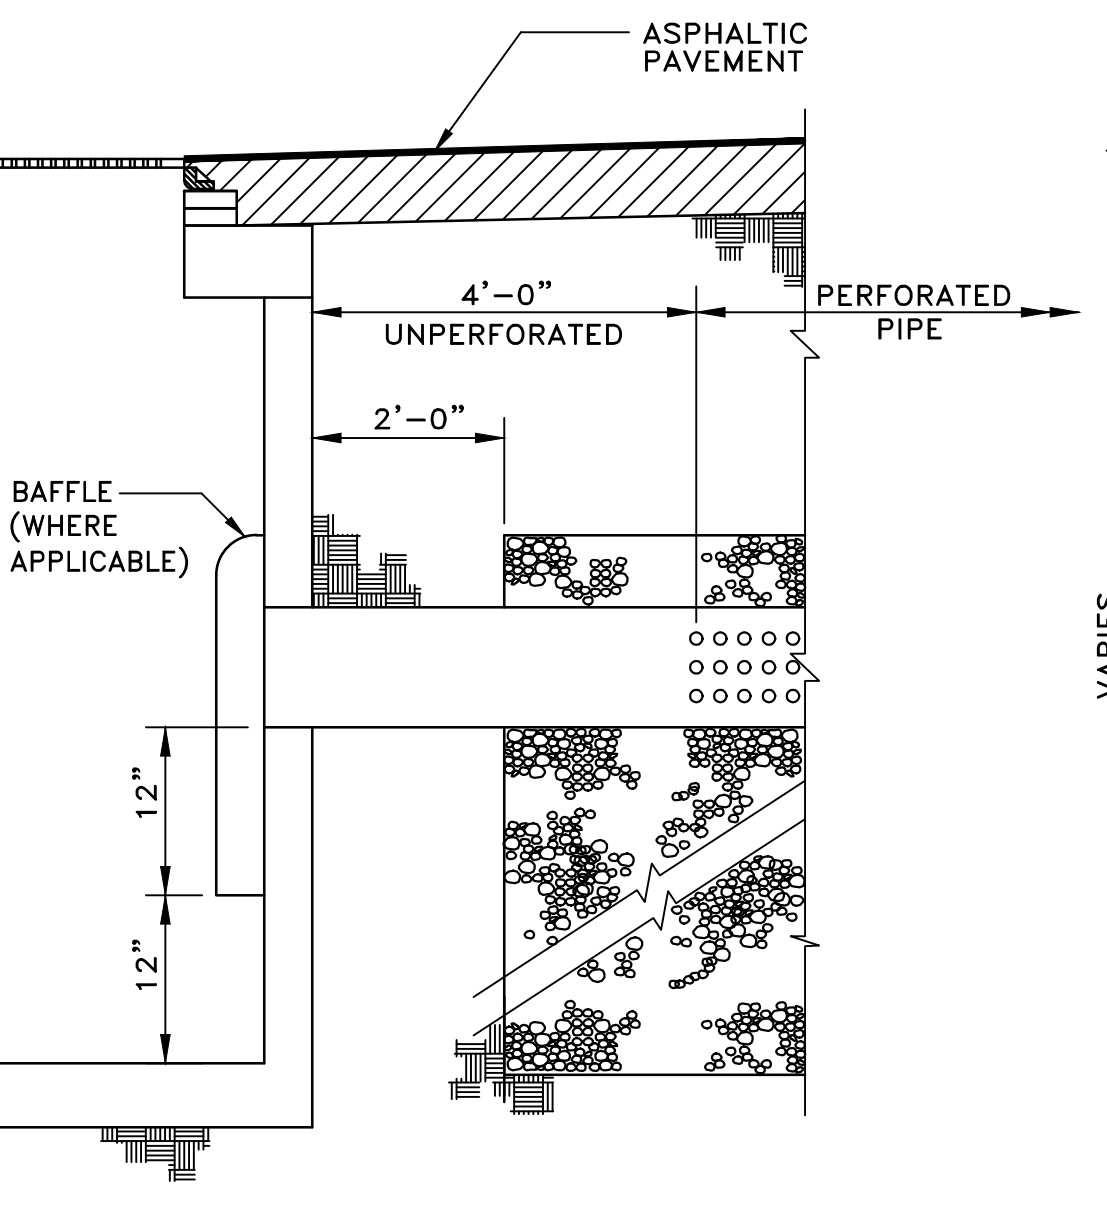 ASPHALTIC
PAVEMENT
4'-0"
UNPERFORATED
PERFORATED
PIPE
2'-0"
BAFFLE
(WHERE
APPLICABLE)
VARIES
12"
12"